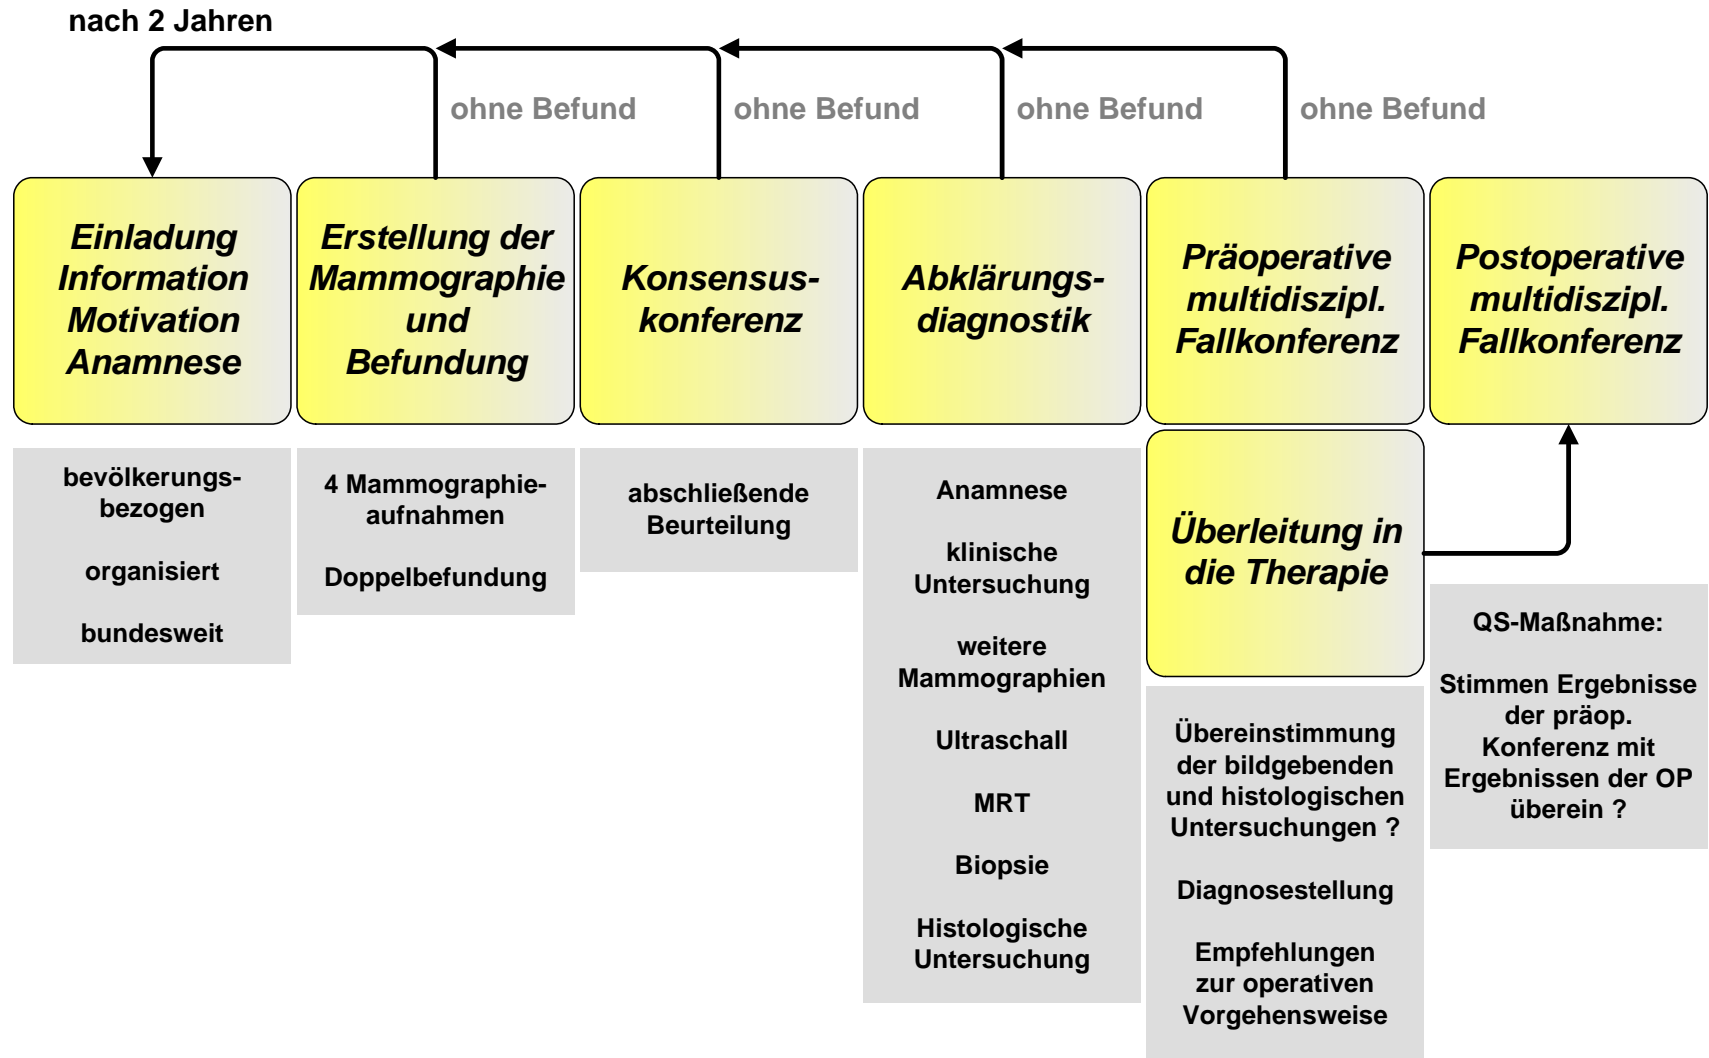 nach 2 Jahren
ohne Befund
ohne Befund
ohne Befund
ohne Befund
Einladung
Information
Motivation
Anamnese
bevölkerungs-
bezogen
organisiert
bundesweit
Erstellung der
Mammographie
und
Befundung
4 Mammographie-
aufnahmen
Doppelbefundung
Konsensus-
konferenz
abschließende
Beurteilung
Abklärungs-
diagnostik
Anamnese
klinische
Untersuchung
weitere
Mammographien
Ultraschall
MRT
Biopsie
Histologische
Untersuchung
Präoperative
multidiszipl.
Fallkonferenz
Überleitung in
die Therapie
Übereinstimmung
der bildgebenden
und histologischen
Untersuchungen ?
Diagnosestellung
Empfehlungen
zur operativen
Vorgehensweise
Postoperative
multidiszipl.
Fallkonferenz
QS-Maßnahme:
Stimmen Ergebnisse
der präop.
Konferenz mit
Ergebnissen der OP
überein ?